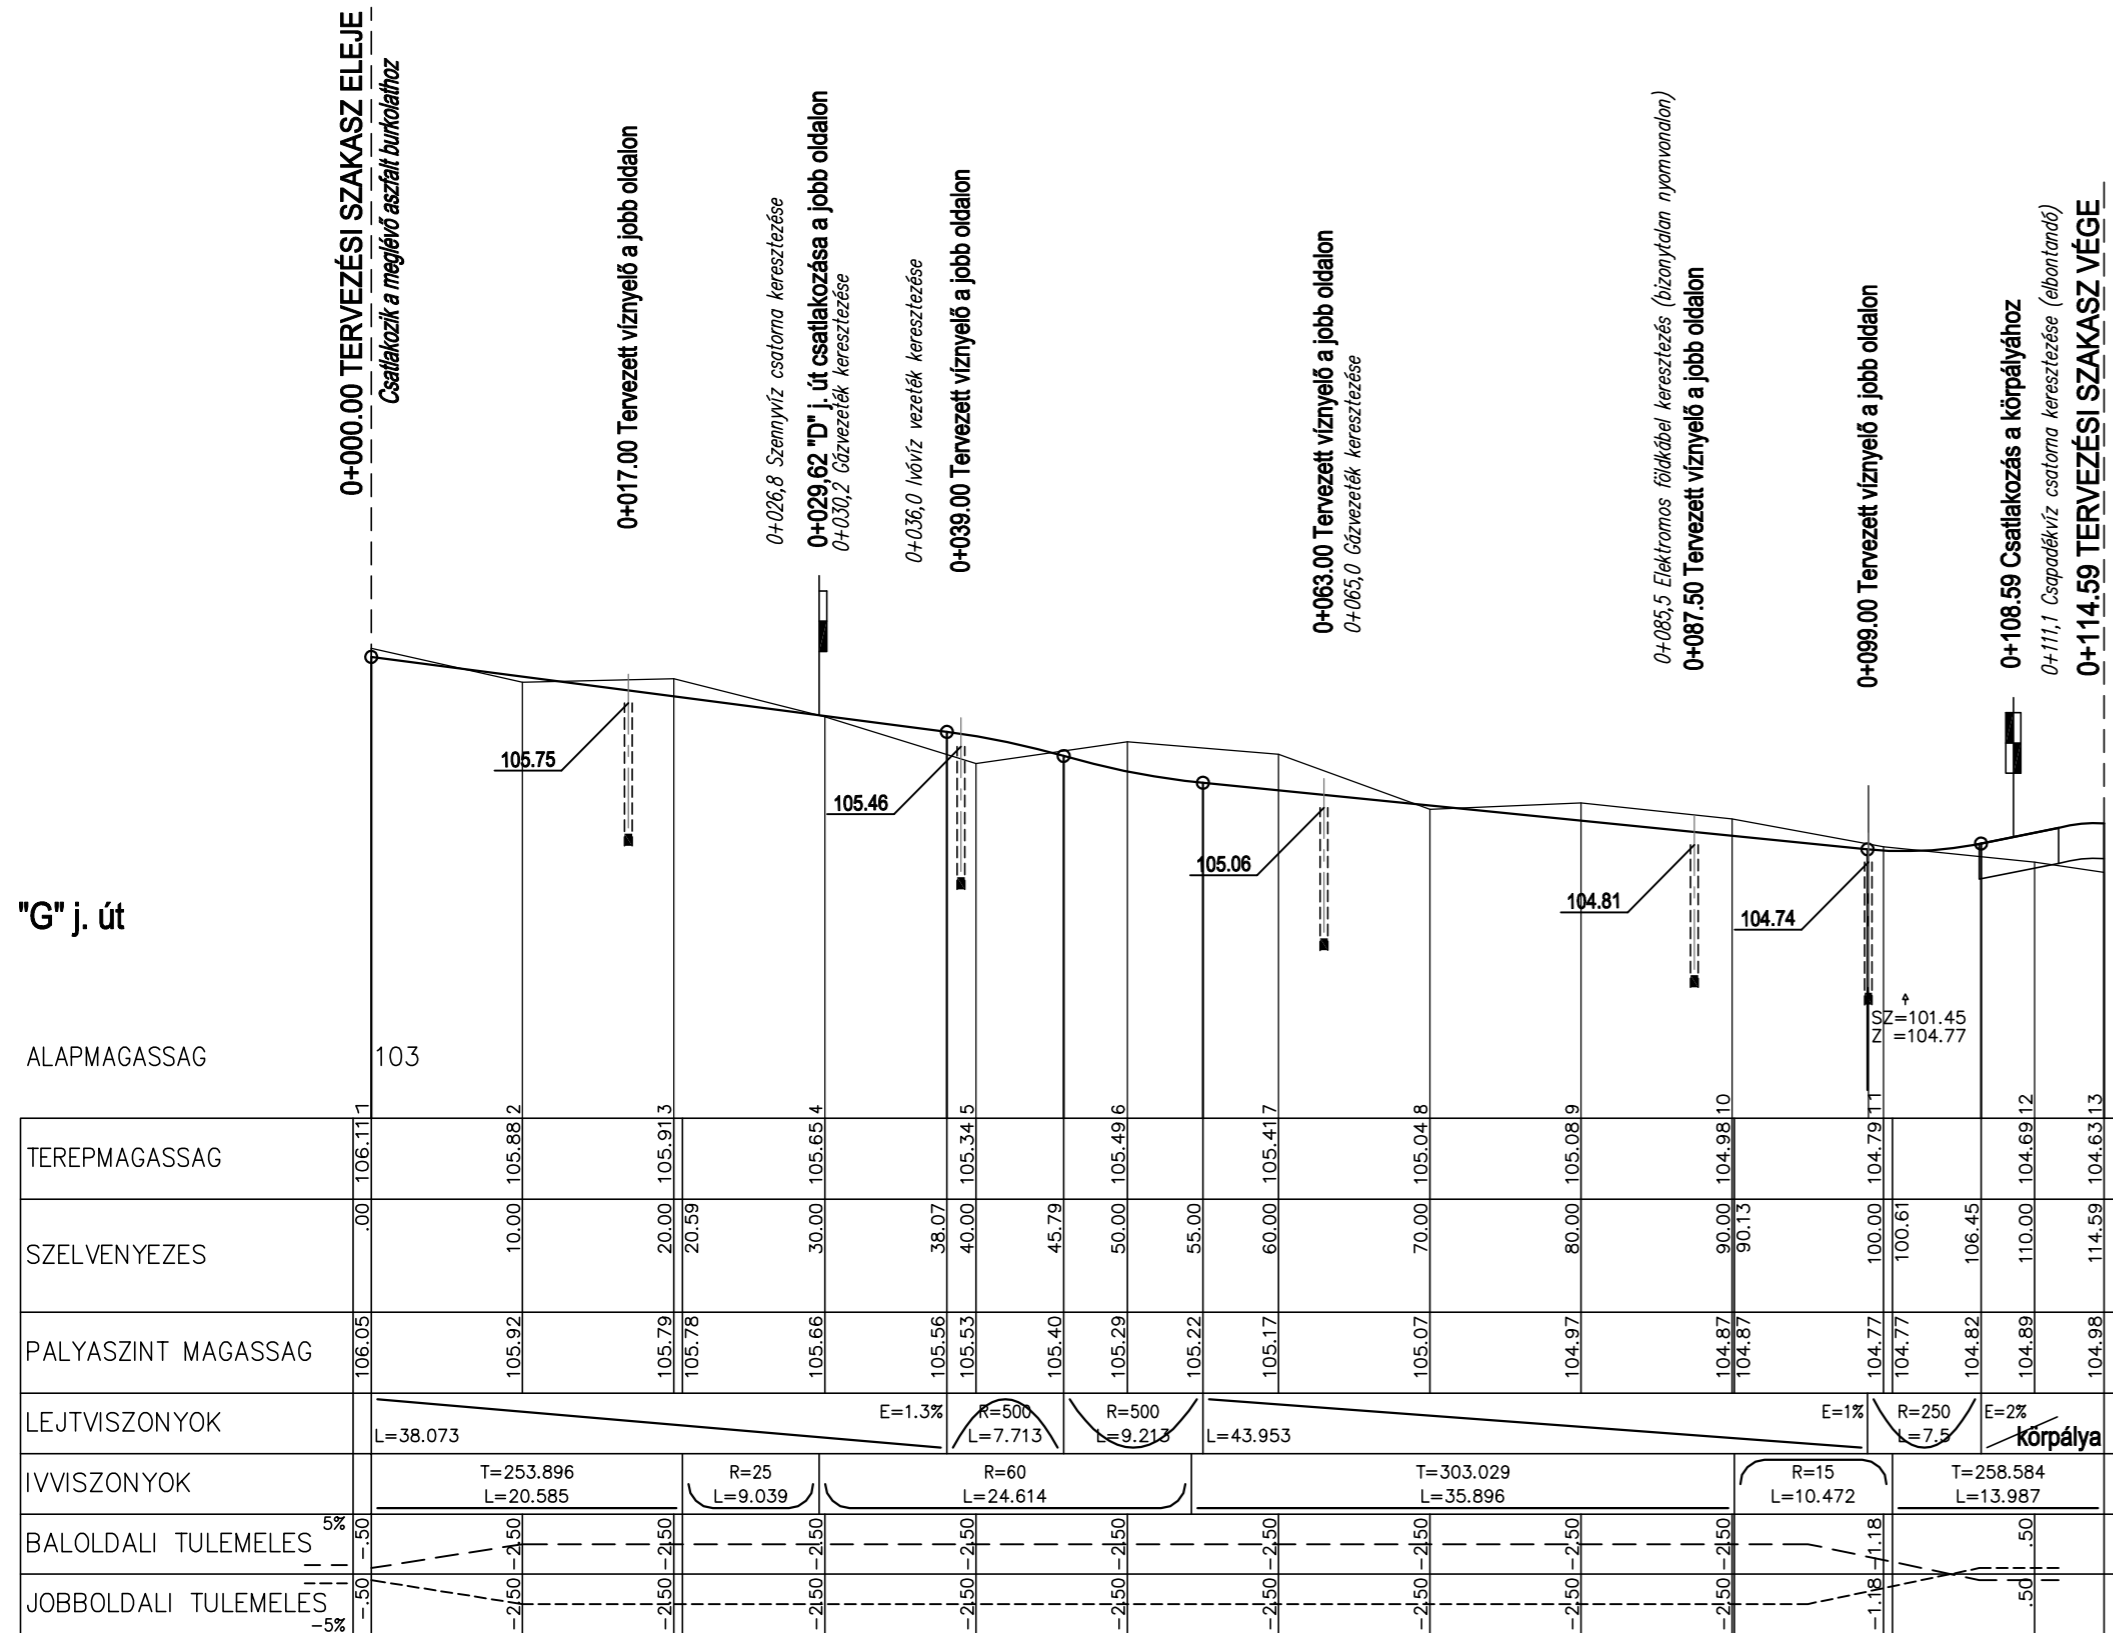 0+000.00 TERVEZÉSI SZAKASZ ELEJE
Csatlakozik a meglévő aszfalt burkolathoz
0+017.00 Tervezett víznyelő a jobb oldalon
0+026,8 Szennyvíz csatorna keresztezése
0+029,62 "D" j. út csatlakozása a jobb oldalon
0+030,2 Gázvezeték keresztezése
0+036,0 Ivóvíz vezeték keresztezése
0+039.00 Tervezett víznyelő a jobb oldalon
0+063.00 Tervezett víznyelő a jobb oldalon
0+065,0 Gázvezeték keresztezése
0+085,5 Elektromos földkábel keresztezés (bizonytalan nyomvonalon)
0+087.50 Tervezett víznyelő a jobb oldalon
0+099.00 Tervezett víznyelő a jobb oldalon
0+108.59 Csatlakozás a körpályához
0+111,1 Csapadékvíz csatorna keresztezése (elbontandó)
0+114.59 TERVEZÉSI SZAKASZ VÉGE
105.75
105.46
105.06
104.81
104.74
"G" j. út
SZ=101.45
Z =104.77
ALAPMAGASSAG 103
1 2 3 4 5 6 7 8 9 10 11 12 13
TEREPMAGASSAG 106.11 105.88 105.91 105.65 105.34 105.49 105.41 105.04 105.08 104.98 104.79 104.69 104.63
SZELVENYEZES .00 10.00 20.00 20.59 30.00 38.07 40.00 45.79 50.00 55.00 60.00 70.00 80.00 90.00 90.13 100.00 100.61 106.45 110.00 114.59
PALYASZINT MAGASSAG 106.05 105.92 105.79 105.78 105.66 105.56 105.53 105.40 105.29 105.22 105.17 105.07 104.97 104.87 104.87 104.77 104.77 104.82 104.89 104.98
LEJTVISZONYOK
L=38.073 E=1.3%
R=500
L=7.713
R=500
L=9.213
L=43.953 E=1%
R=250
L=7.5
E=2%
körpálya
IVVISZONYOK
T=253.896
L=20.585
R=25
L=9.039
R=60
L=24.614
T=303.029
L=35.896
R=15
L=10.472
T=258.584
L=13.987
5%
BALOLDALI TULEMELES -.50 -2.50 -2.50 -2.50 -2.50 -2.50 -2.50 -2.50 -2.50 -2.50 -1.18 .50
JOBBOLDALI TULEMELES -.50 -2.50 -2.50 -2.50 -2.50 -2.50 -2.50 -2.50 -2.50 -2.50 -1.18 .50
-5%